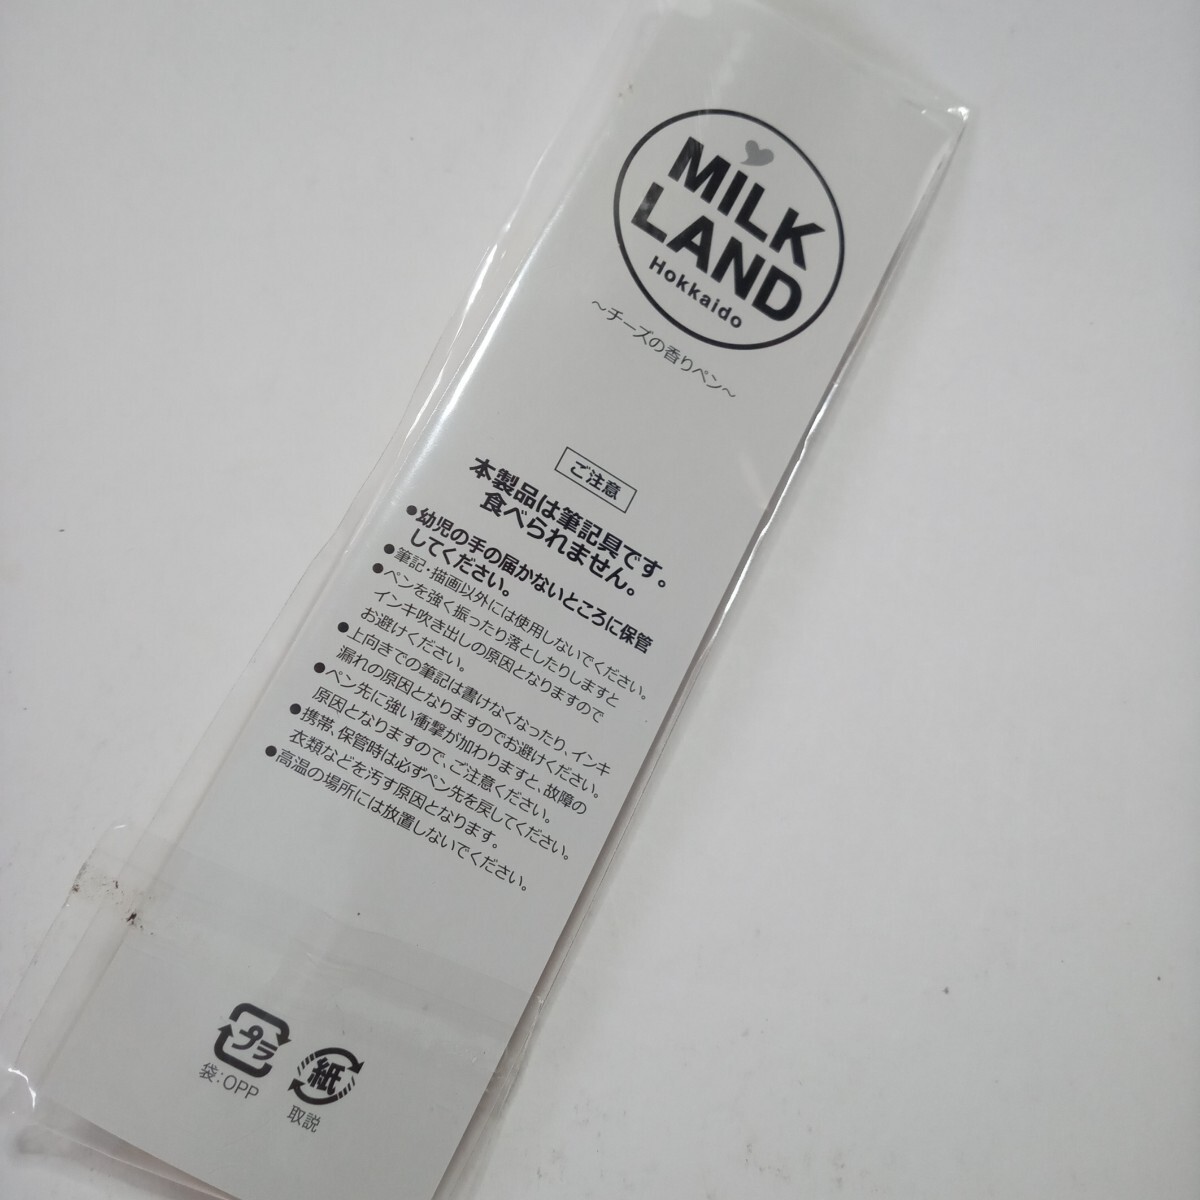 MILK
LAND
Hokkaido
～チーズの香りペン～
ご注意
本製品は筆記具です。
食べられません。
●幼児の手の届かないところに保管
してください。
●筆記・描画以外には使用しないでください。
●ペンを強く振ったり落としたりしますと
インキ吹き出しの原因となりますので
お避けください。
●上向きでの筆記は書けなくなったり、インキ
漏れの原因となりますのでお避けください。
●ペン先に強い衝撃が加わりますと、故障の
原因となりますので、ご注意ください。
●携帯、保管時は必ずペン先を戻してください。
衣類などを汚す原因となります。
●高温の場所には放置しないでください。
プラ
袋:OPP
紙
取説